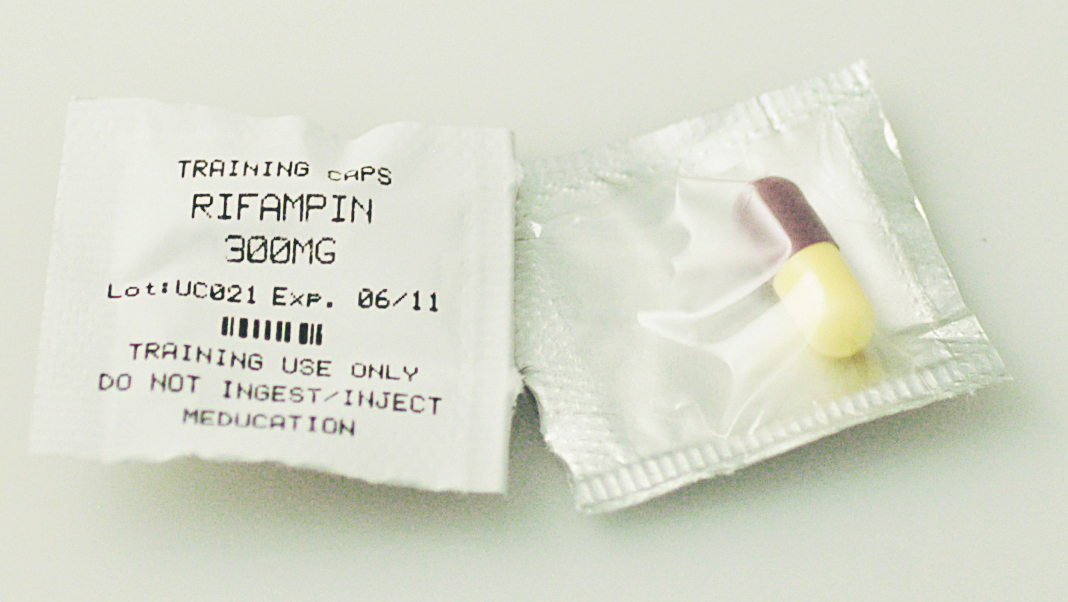 TRAINING CAPS
RIFAMPIN
300MG
Lot:UC021 Exp. 06/11
TRAINING USE ONLY
DO NOT INGEST/INJECT
MEDUCATION